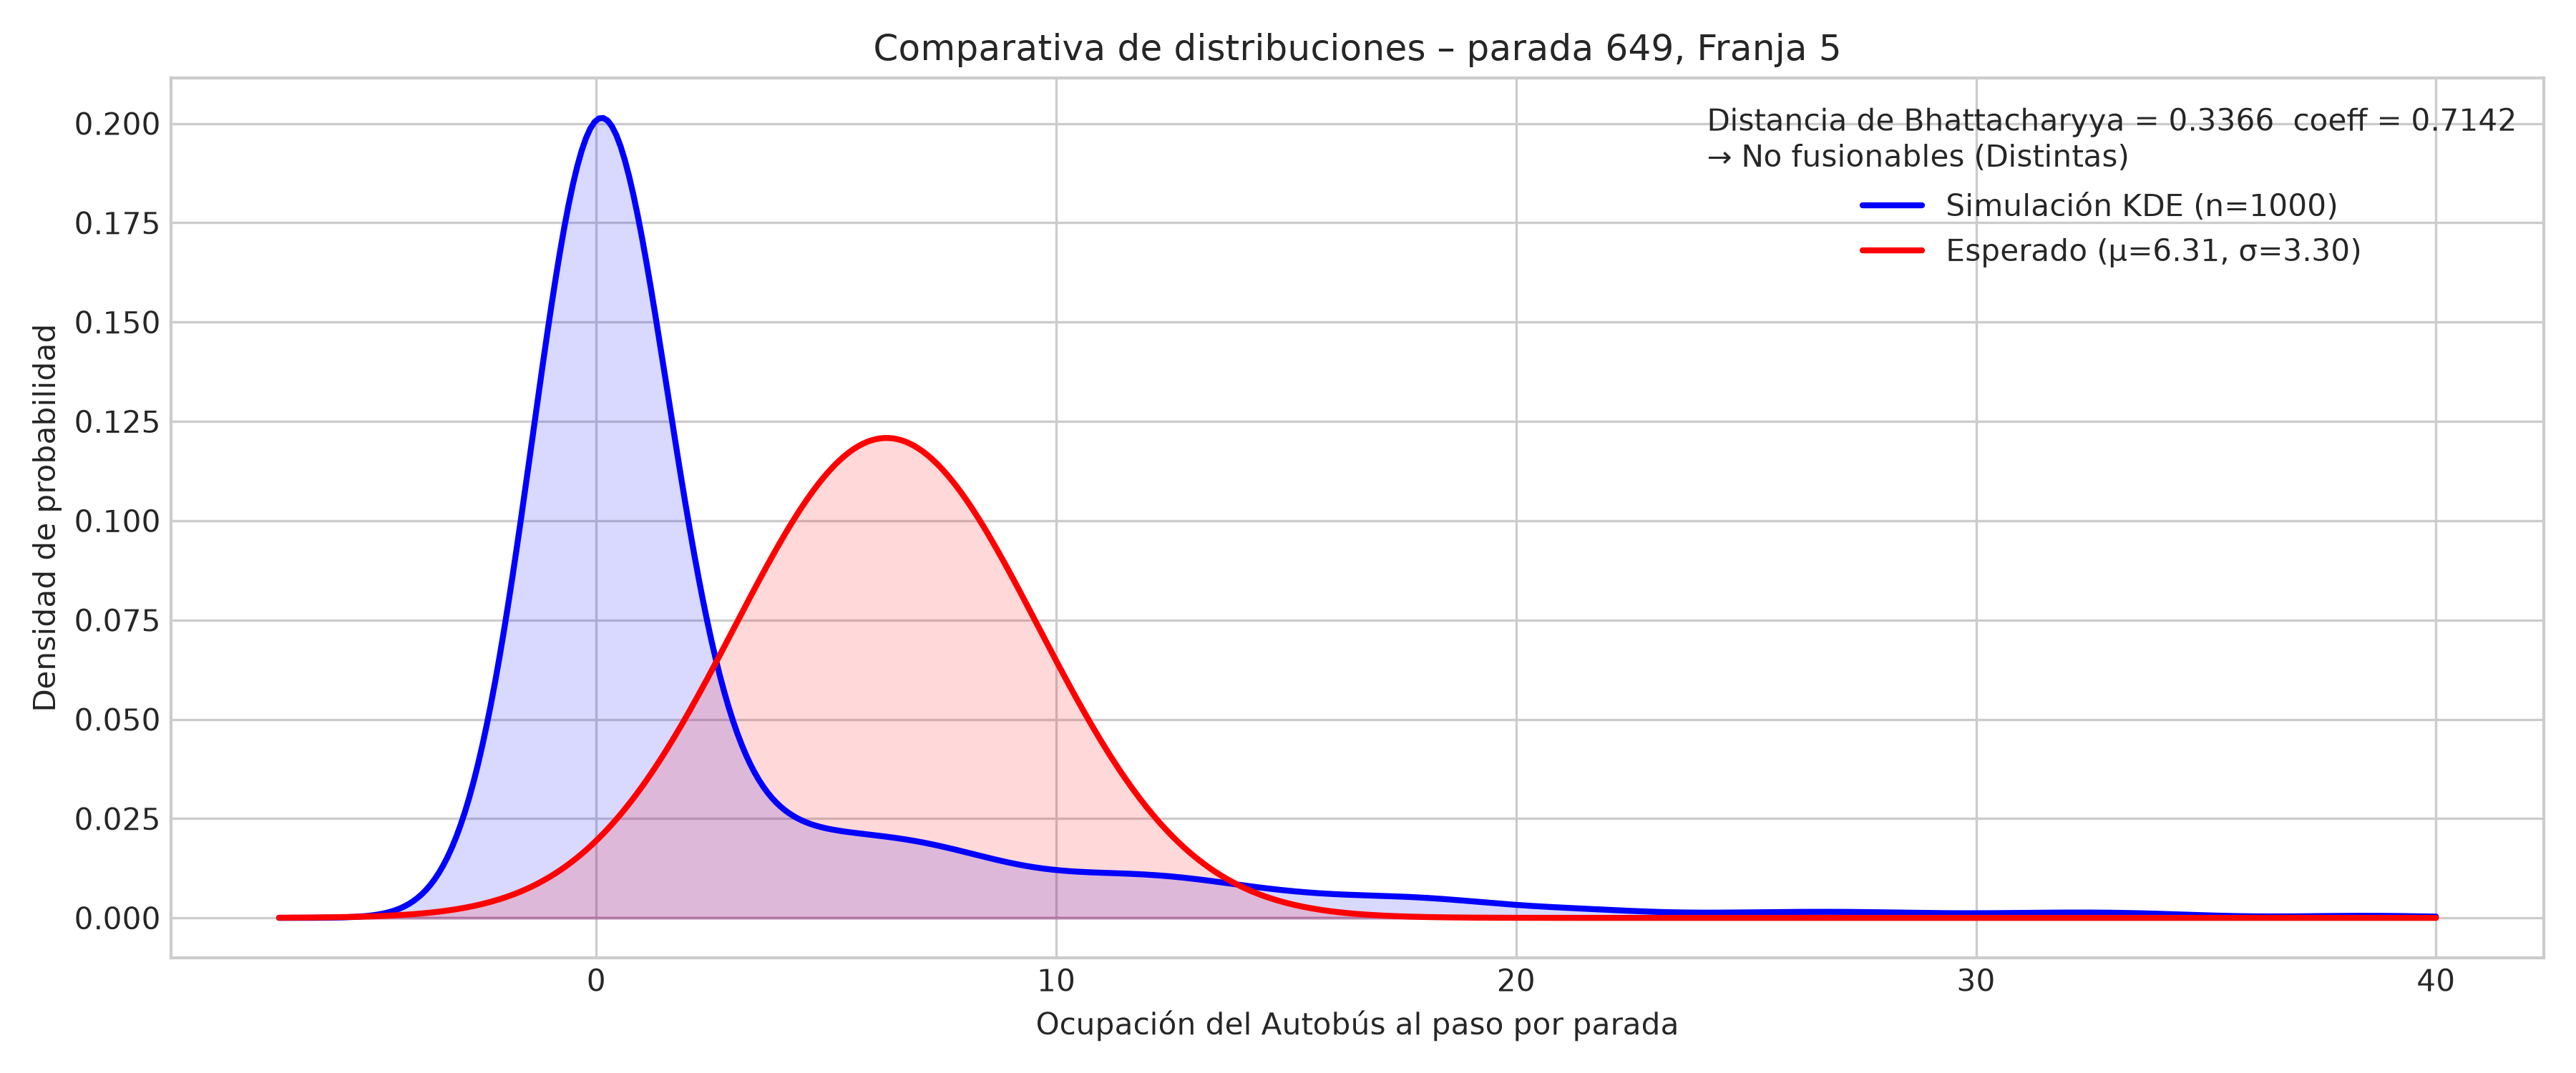 Comparativa de distribuciones – parada 649, Franja 5
Distancia de Bhattacharyya = 0.3366  coeff = 0.7142
→ No fusionables (Distintas)
Simulación KDE (n=1000)
Esperado (μ=6.31, σ=3.30)
Densidad de probabilidad
0.200
0.175
0.150
0.125
0.100
0.075
0.050
0.025
0.000
0 10 20 30 40
Ocupación del Autobús al paso por parada